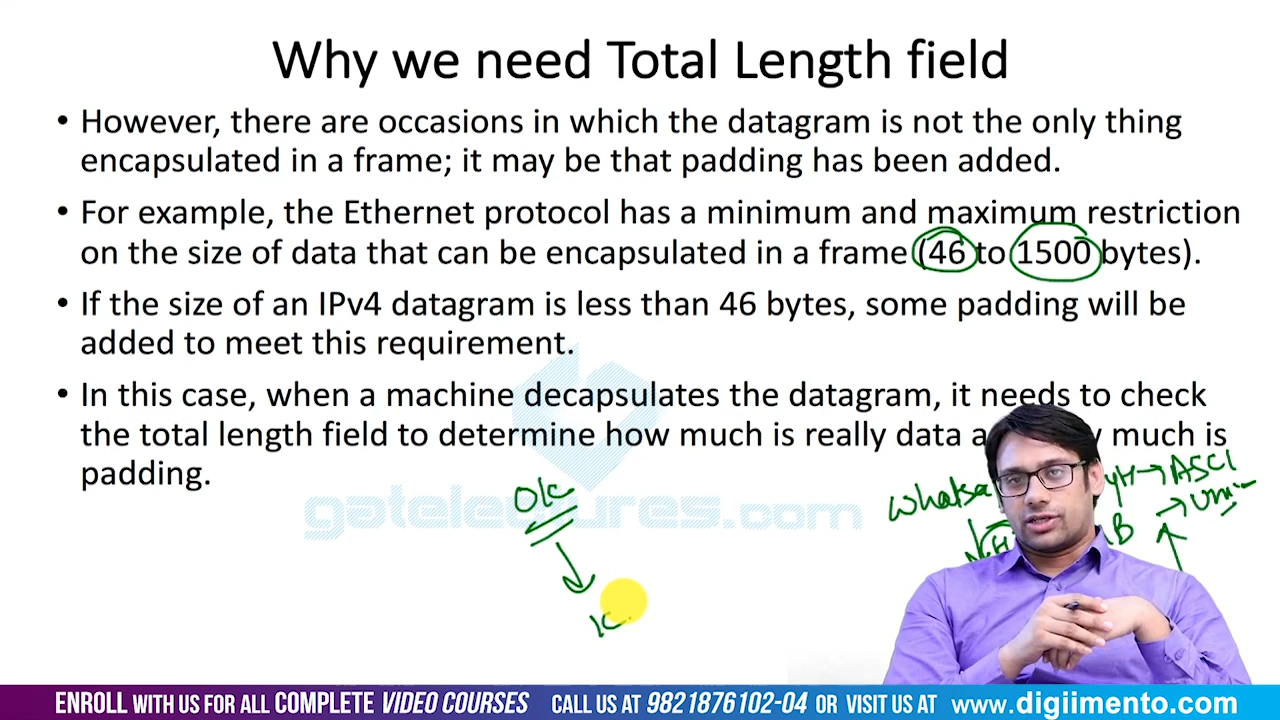 Why we need Total Length field
• However, there are occasions in which the datagram is not the only thing
encapsulated in a frame; it may be that padding has been added.
• For example, the Ethernet protocol has a minimum and maximum restriction
on the size of data that can be encapsulated in a frame (46 to 1500 bytes).
• If the size of an IPv4 datagram is less than 46 bytes, some padding will be
added to meet this requirement.
• In this case, when a machine decapsulates the datagram, it needs to check
the total length field to determine how much is really data a y much is
padding.
Whatsa → ASCI
gatelectures.com
ENROLL WITH US FOR ALL COMPLETE VIDEO COURSES CALL US AT 9821876102-04 OR VISIT US AT www.digiimento.com